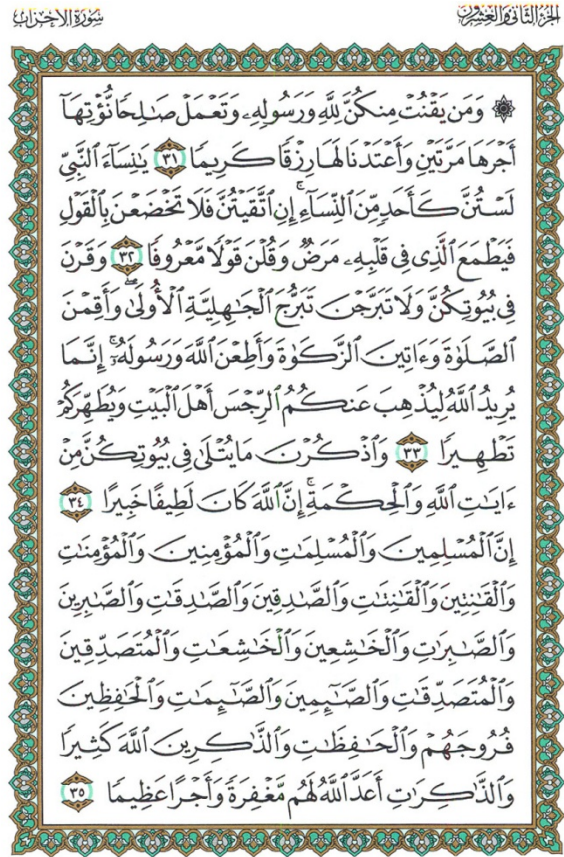 الجزء الثاني والعشرون
سورة الأحزاب
۞ وَمَن يَقْنُتْ مِنكُنَّ لِلَّهِ وَرَسُولِهِۦ وَتَعْمَلْ صَٰلِحًا نُّؤْتِهَآ
أَجْرَهَا مَرَّتَيْنِ وَأَعْتَدْنَا لَهَا رِزْقًا كَرِيمًا ٣١ يَٰنِسَآءَ ٱلنَّبِىِّ
لَسْتُنَّ كَأَحَدٍ مِّنَ ٱلنِّسَآءِ ۚ إِنِ ٱتَّقَيْتُنَّ فَلَا تَخْضَعْنَ بِٱلْقَوْلِ
فَيَطْمَعَ ٱلَّذِى فِى قَلْبِهِۦ مَرَضٌ وَقُلْنَ قَوْلًا مَّعْرُوفًا ٣٢ وَقَرْنَ
فِى بُيُوتِكُنَّ وَلَا تَبَرَّجْنَ تَبَرُّجَ ٱلْجَٰهِلِيَّةِ ٱلْأُولَىٰ ۖ وَأَقِمْنَ
ٱلصَّلَوٰةَ وَءَاتِينَ ٱلزَّكَوٰةَ وَأَطِعْنَ ٱللَّهَ وَرَسُولَهُۥٓ ۚ إِنَّمَا
يُرِيدُ ٱللَّهُ لِيُذْهِبَ عَنكُمُ ٱلرِّجْسَ أَهْلَ ٱلْبَيْتِ وَيُطَهِّرَكُمْ
تَطْهِيرًا ٣٣ وَٱذْكُرْنَ مَا يُتْلَىٰ فِى بُيُوتِكُنَّ مِنْ
ءَايَٰتِ ٱللَّهِ وَٱلْحِكْمَةِ ۚ إِنَّ ٱللَّهَ كَانَ لَطِيفًا خَبِيرًا ٣٤
إِنَّ ٱلْمُسْلِمِينَ وَٱلْمُسْلِمَٰتِ وَٱلْمُؤْمِنِينَ وَٱلْمُؤْمِنَٰتِ
وَٱلْقَٰنِتِينَ وَٱلْقَٰنِتَٰتِ وَٱلصَّٰدِقِينَ وَٱلصَّٰدِقَٰتِ وَٱلصَّٰبِرِينَ
وَٱلصَّٰبِرَٰتِ وَٱلْخَٰشِعِينَ وَٱلْخَٰشِعَٰتِ وَٱلْمُتَصَدِّقِينَ
وَٱلْمُتَصَدِّقَٰتِ وَٱلصَّٰٓئِمِينَ وَٱلصَّٰٓئِمَٰتِ وَٱلْحَٰفِظِينَ
فُرُوجَهُمْ وَٱلْحَٰفِظَٰتِ وَٱلذَّٰكِرِينَ ٱللَّهَ كَثِيرًا
وَٱلذَّٰكِرَٰتِ أَعَدَّ ٱللَّهُ لَهُم مَّغْفِرَةً وَأَجْرًا عَظِيمًا ٣٥